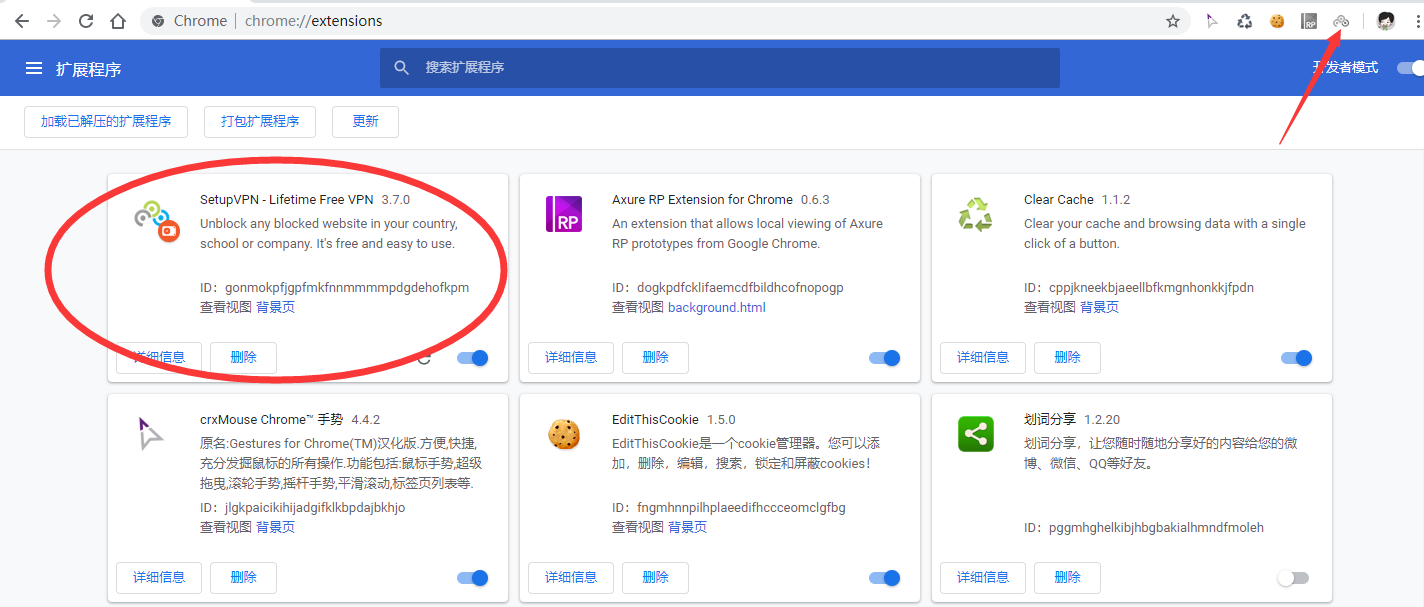 Chrome | chrome://extensions
RP
扩展程序
搜索扩展程序
开发者模式
加载已解压的扩展程序
打包扩展程序
更新
SetupVPN - Lifetime Free VPN 3.7.0
Unblock any blocked website in your country,
school or company. It's free and easy to use.
ID：gonmokpfjgpfmkfnnmmmmpdgdehofkpm
查看视图 背景页
详细信息
删除
RP
Axure RP Extension for Chrome 0.6.3
An extension that allows local viewing of Axure
RP prototypes from Google Chrome.
ID：dogkpdfcklifaemcdfbildhcofnopogp
查看视图 background.html
详细信息
删除
Clear Cache 1.1.2
Clear your cache and browsing data with a single
click of a button.
ID：cppjkneekbjaeellbfkmgnhonkkjfpdn
查看视图 背景页
详细信息
删除
crxMouse Chrome™ 手势 4.4.2
原名:Gestures for Chrome(TM)汉化版.方便,快捷,
充分发掘鼠标的所有操作.功能包括:鼠标手势,超级
拖曳,滚轮手势,摇杆手势,平滑滚动,标签页列表等.
ID：jlgkpaicikihijadgifklkbpdajbkhjo
查看视图 背景页
详细信息
删除
EditThisCookie 1.5.0
EditThisCookie是一个cookie管理器。您可以添
加，删除，编辑，搜索，锁定和屏蔽cookies！
ID：fngmhnnpilhplaeedifhccceomclgfbg
查看视图 背景页
详细信息
删除
划词分享 1.2.20
划词分享，让您随时随地分享好的内容给您的微
博、微信、QQ等好友。
ID：pggmhghelkibjhbgbakialhmndfmoleh
详细信息
删除